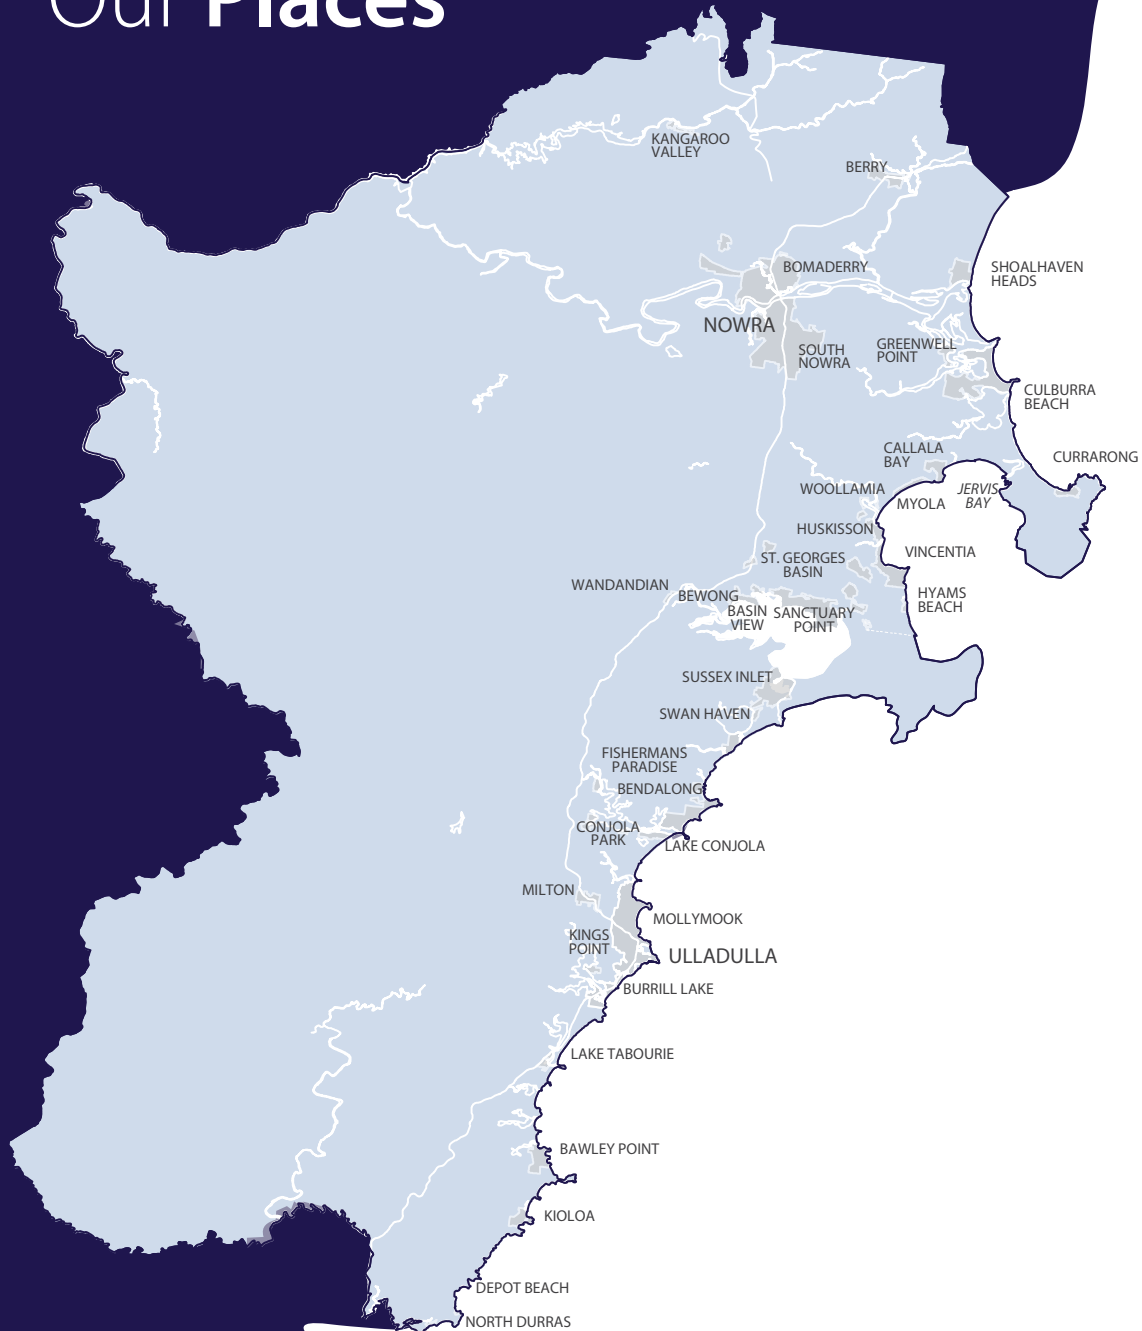 Our Places
KANGAROO
VALLEY
BERRY
BOMADERRY
SHOALHAVEN
HEADS
NOWRA
SOUTH
NOWRA
GREENWELL
POINT
CULBURRA
BEACH
CALLALA
BAY
CURRARONG
WOOLLAMIA
MYOLA
JERVIS
BAY
HUSKISSON
VINCENTIA
ST. GEORGES
BASIN
WANDANDIAN
BEWONG
HYAMS
BEACH
BASIN
VIEW
SANCTUARY
POINT
SUSSEX INLET
SWAN HAVEN
FISHERMANS
PARADISE
BENDALONG
CONJOLA
PARK
LAKE CONJOLA
MILTON
MOLLYMOOK
KINGS
POINT
ULLADULLA
BURRILL LAKE
LAKE TABOURIE
BAWLEY POINT
KIOLOA
DEPOT BEACH
NORTH DURRAS